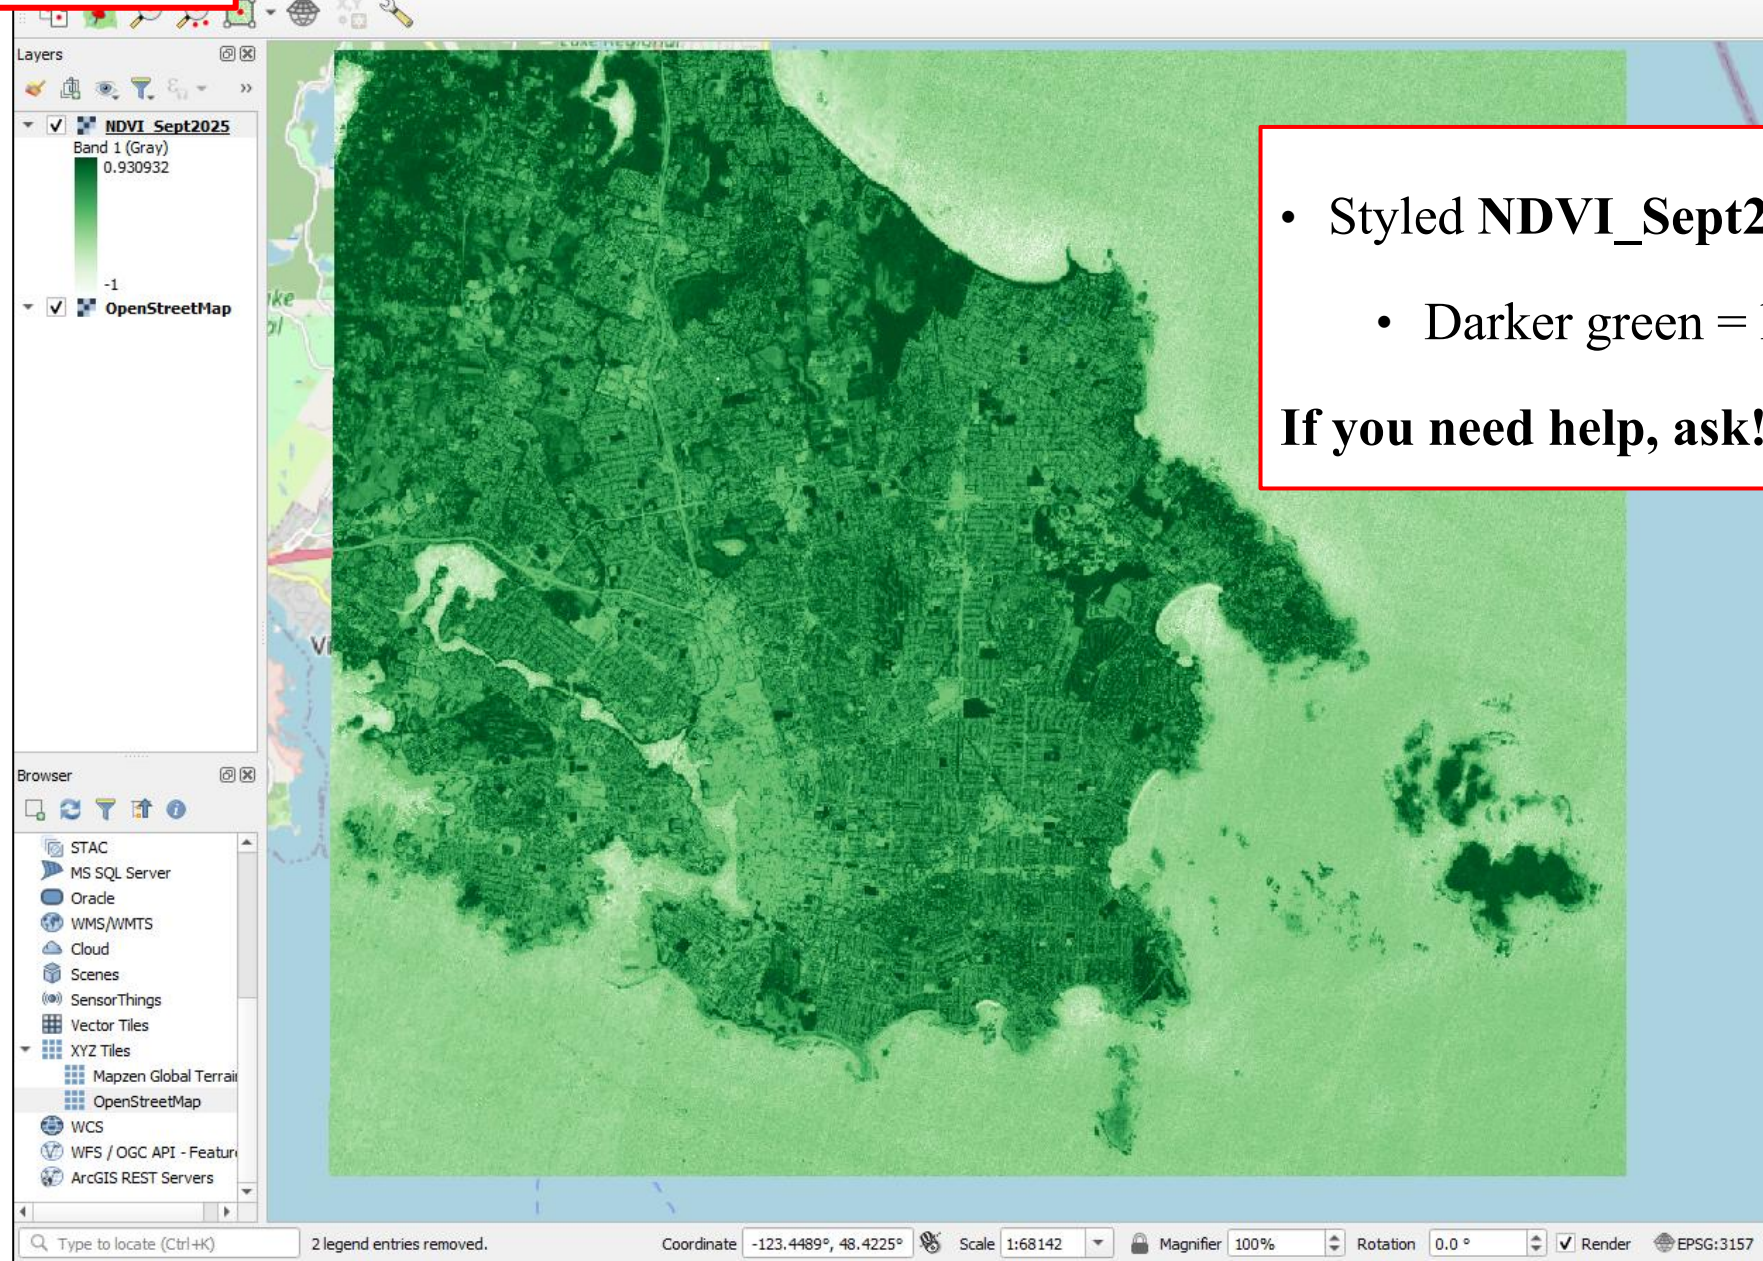 Layers
NDVI_Sept2025
Band 1 (Gray)
0.930932
-1
OpenStreetMap
• Styled NDVI_Sept2
• Darker green =
If you need help, ask!
Browser
STAC
MS SQL Server
Oracle
WMS/WMTS
Cloud
Scenes
SensorThings
Vector Tiles
XYZ Tiles
Mapzen Global Terrai
OpenStreetMap
WCS
WFS / OGC API - Featur
ArcGIS REST Servers
Type to locate (Ctrl+K) 2 legend entries removed. Coordinate -123.4489°, 48.4225° Scale 1:68142 Magnifier 100% Rotation 0.0 ° Render EPSG:3157